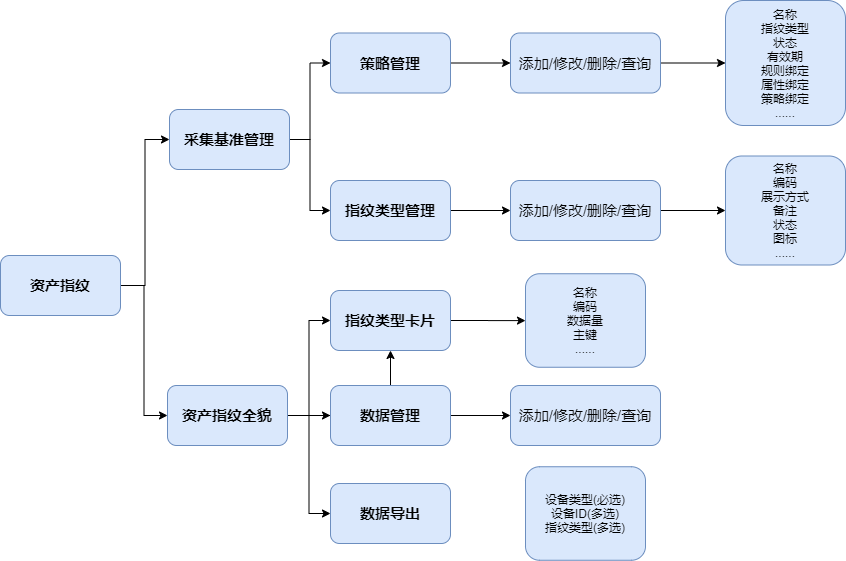 名称
指纹类型
状态
有效期
规则绑定
属性绑定
策略绑定
......
策略管理
添加/修改/删除/查询
采集基准管理
指纹类型管理
添加/修改/删除/查询
名称
编码
展示方式
备注
状态
图标
......
资产指纹
指纹类型卡片
名称
编码
数据量
主键
......
资产指纹全貌
数据管理
添加/修改/删除/查询
数据导出
设备类型(必选)
设备ID(多选)
指纹类型(多选)